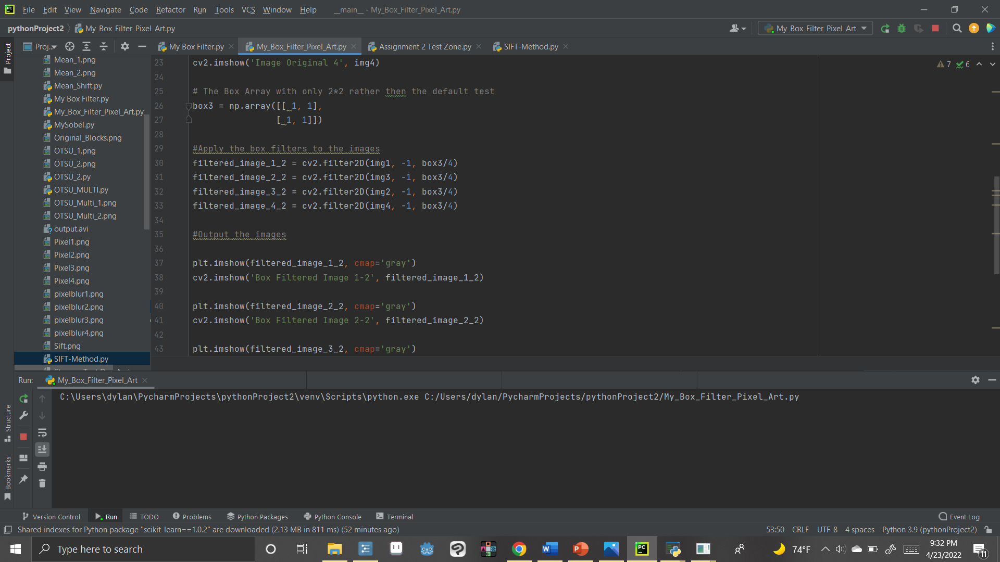 File Edit View Navigate Code Refactor Run Tools VCS Window Help __main__ - My_Box_Filter_Pixel_Art.py
pythonProject2 My_Box_Filter_Pixel_Art.py My_Box_Filter_Pixel_Art
Project Proj... My Box Filter.py My_Box_Filter_Pixel_Art.py Assignment 2 Test Zone.py SIFT-Method.py
Mean_1.png
Mean_2.png
Mean_Shift.py
My Box Filter.py
My_Box_Filter_Pixel_Art.py
MySobel.py
Original_Blocks.png
OTSU_1.png
OTSU_2.png
OTSU_2.py
OTSU_MULTI.py
OTSU_Multi_1.png
OTSU_Multi_2.png
output.avi
Pixel1.png
Pixel2.png
Pixel3.png
Pixel4.png
pixelblur1.png
pixelblur2.png
pixelblur3.png
pixelblur4.png
Sift.png
SIFT-Method.py
7 6
23 cv2.imshow('Image Original 4', img4)
24
25 # The Box Array with only 2*2 rather then the default test
26 box3 = np.array([[ 1, 1],
27 [ 1, 1]])
28
29 #Apply the box filters to the images
30 filtered_image_1_2 = cv2.filter2D(img1, -1, box3/4)
31 filtered_image_2_2 = cv2.filter2D(img3, -1, box3/4)
32 filtered_image_3_2 = cv2.filter2D(img2, -1, box3/4)
33 filtered_image_4_2 = cv2.filter2D(img4, -1, box3/4)
34
35 #Output the images
36
37 plt.imshow(filtered_image_1_2, cmap='gray')
38 cv2.imshow('Box Filtered Image 1-2', filtered_image_1_2)
39
40 plt.imshow(filtered_image_2_2, cmap='gray')
41 cv2.imshow('Box Filtered Image 2-2', filtered_image_2_2)
42
43 plt.imshow(filtered_image_3_2, cmap='gray')
Run: My_Box_Filter_Pixel_Art
C:\Users\dylan\PycharmProjects\pythonProject2\venv\Scripts\python.exe C:/Users/dylan/PycharmProjects/pythonProject2/My_Box_Filter_Pixel_Art.py
Structure
Bookmarks
Version Control Run TODO Problems Python Packages Python Console Terminal Event Log
Shared indexes for Python package "scikit-learn==1.0.2" are downloaded (2.13 MB in 811 ms) (52 minutes ago) 53:50 CRLF UTF-8 4 spaces Python 3.9 (pythonProject2)
Type here to search 74°F 9:32 PM
4/23/2022 11